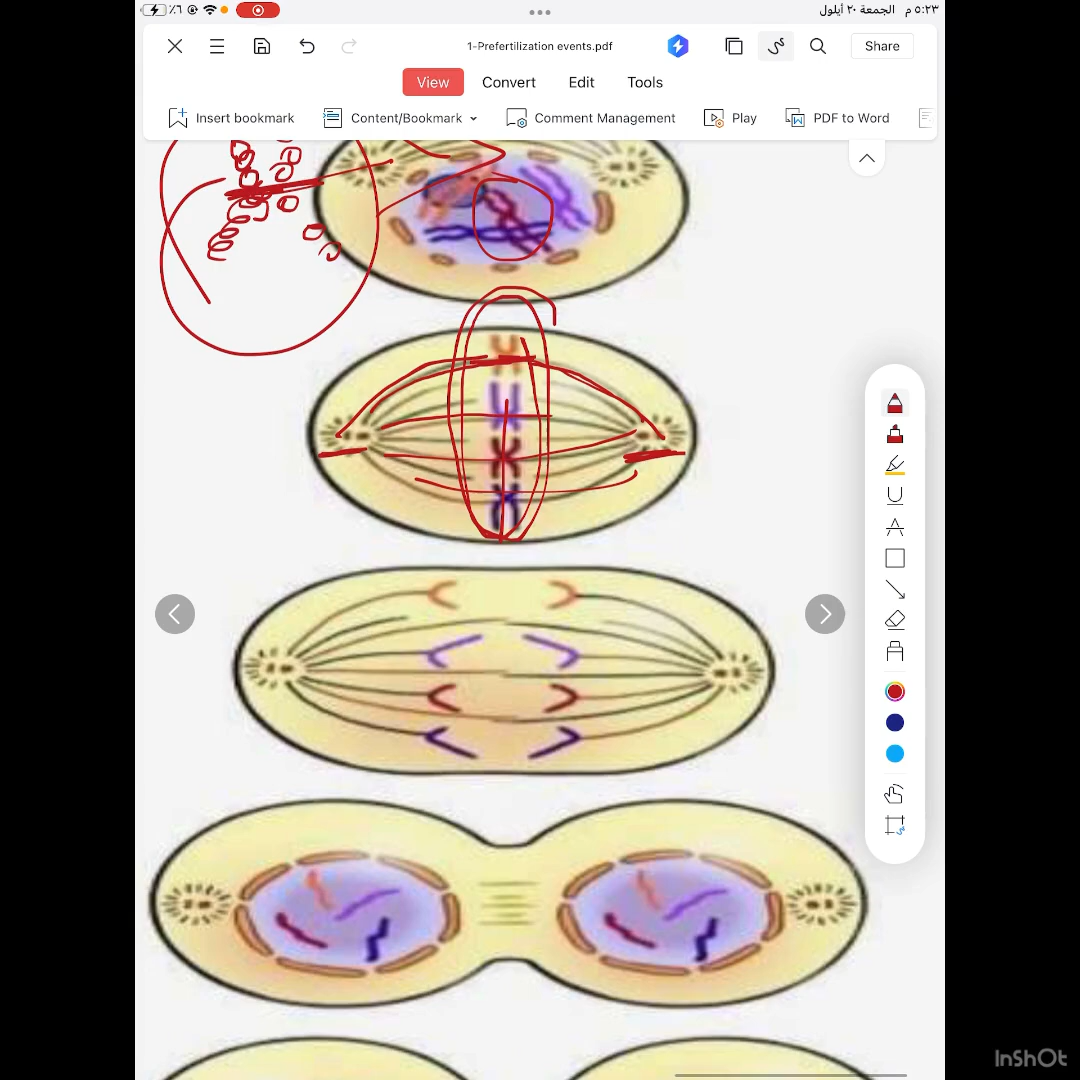 ٪٦ الجمعة ٢٠ أيلول ٥:٢٣ م
1-Prefertilization events.pdf
Share
View Convert Edit Tools
Insert bookmark Content/Bookmark Comment Management Play PDF to Word
InShOt